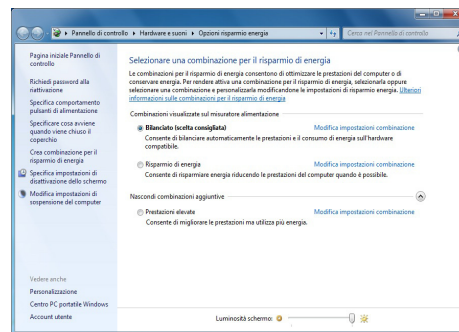 Pannello di controllo ▸ Hardware e suoni ▸ Opzioni risparmio energia
Cerca nel Pannello di controllo
Pagina iniziale Pannello di
controllo
Richiedi password alla
riattivazione
Specifica comportamento
pulsanti di alimentazione
Specificare cosa avviene
quando viene chiuso il
coperchio
Crea combinazione per il
risparmio di energia
Specifica impostazioni di
disattivazione dello schermo
Modifica impostazioni di
sospensione del computer
Vedere anche
Personalizzazione
Centro PC portatile Windows
Account utente
Selezionare una combinazione per il risparmio di energia
Le combinazioni per il risparmio di energia consentono di ottimizzare le prestazioni del computer o di
conservare energia. Per rendere attiva una combinazione per il risparmio di energia, selezionarla oppure
selezionare una combinazione e personalizzarla modificandone le impostazioni di risparmio energia. Ulteriori
informazioni sulle combinazioni per il risparmio di energia
Combinazioni visualizzate sul misuratore alimentazione
Bilanciato (scelta consigliata) Modifica impostazioni combinazione
Consente di bilanciare automaticamente le prestazioni e il consumo di energia sull'hardware
compatibile.
Risparmio di energia Modifica impostazioni combinazione
Consente di risparmiare energia riducendo le prestazioni del computer quando è possibile.
Nascondi combinazioni aggiuntive
Prestazioni elevate Modifica impostazioni combinazione
Consente di migliorare le prestazioni ma utilizza più energia.
Luminosità schermo: